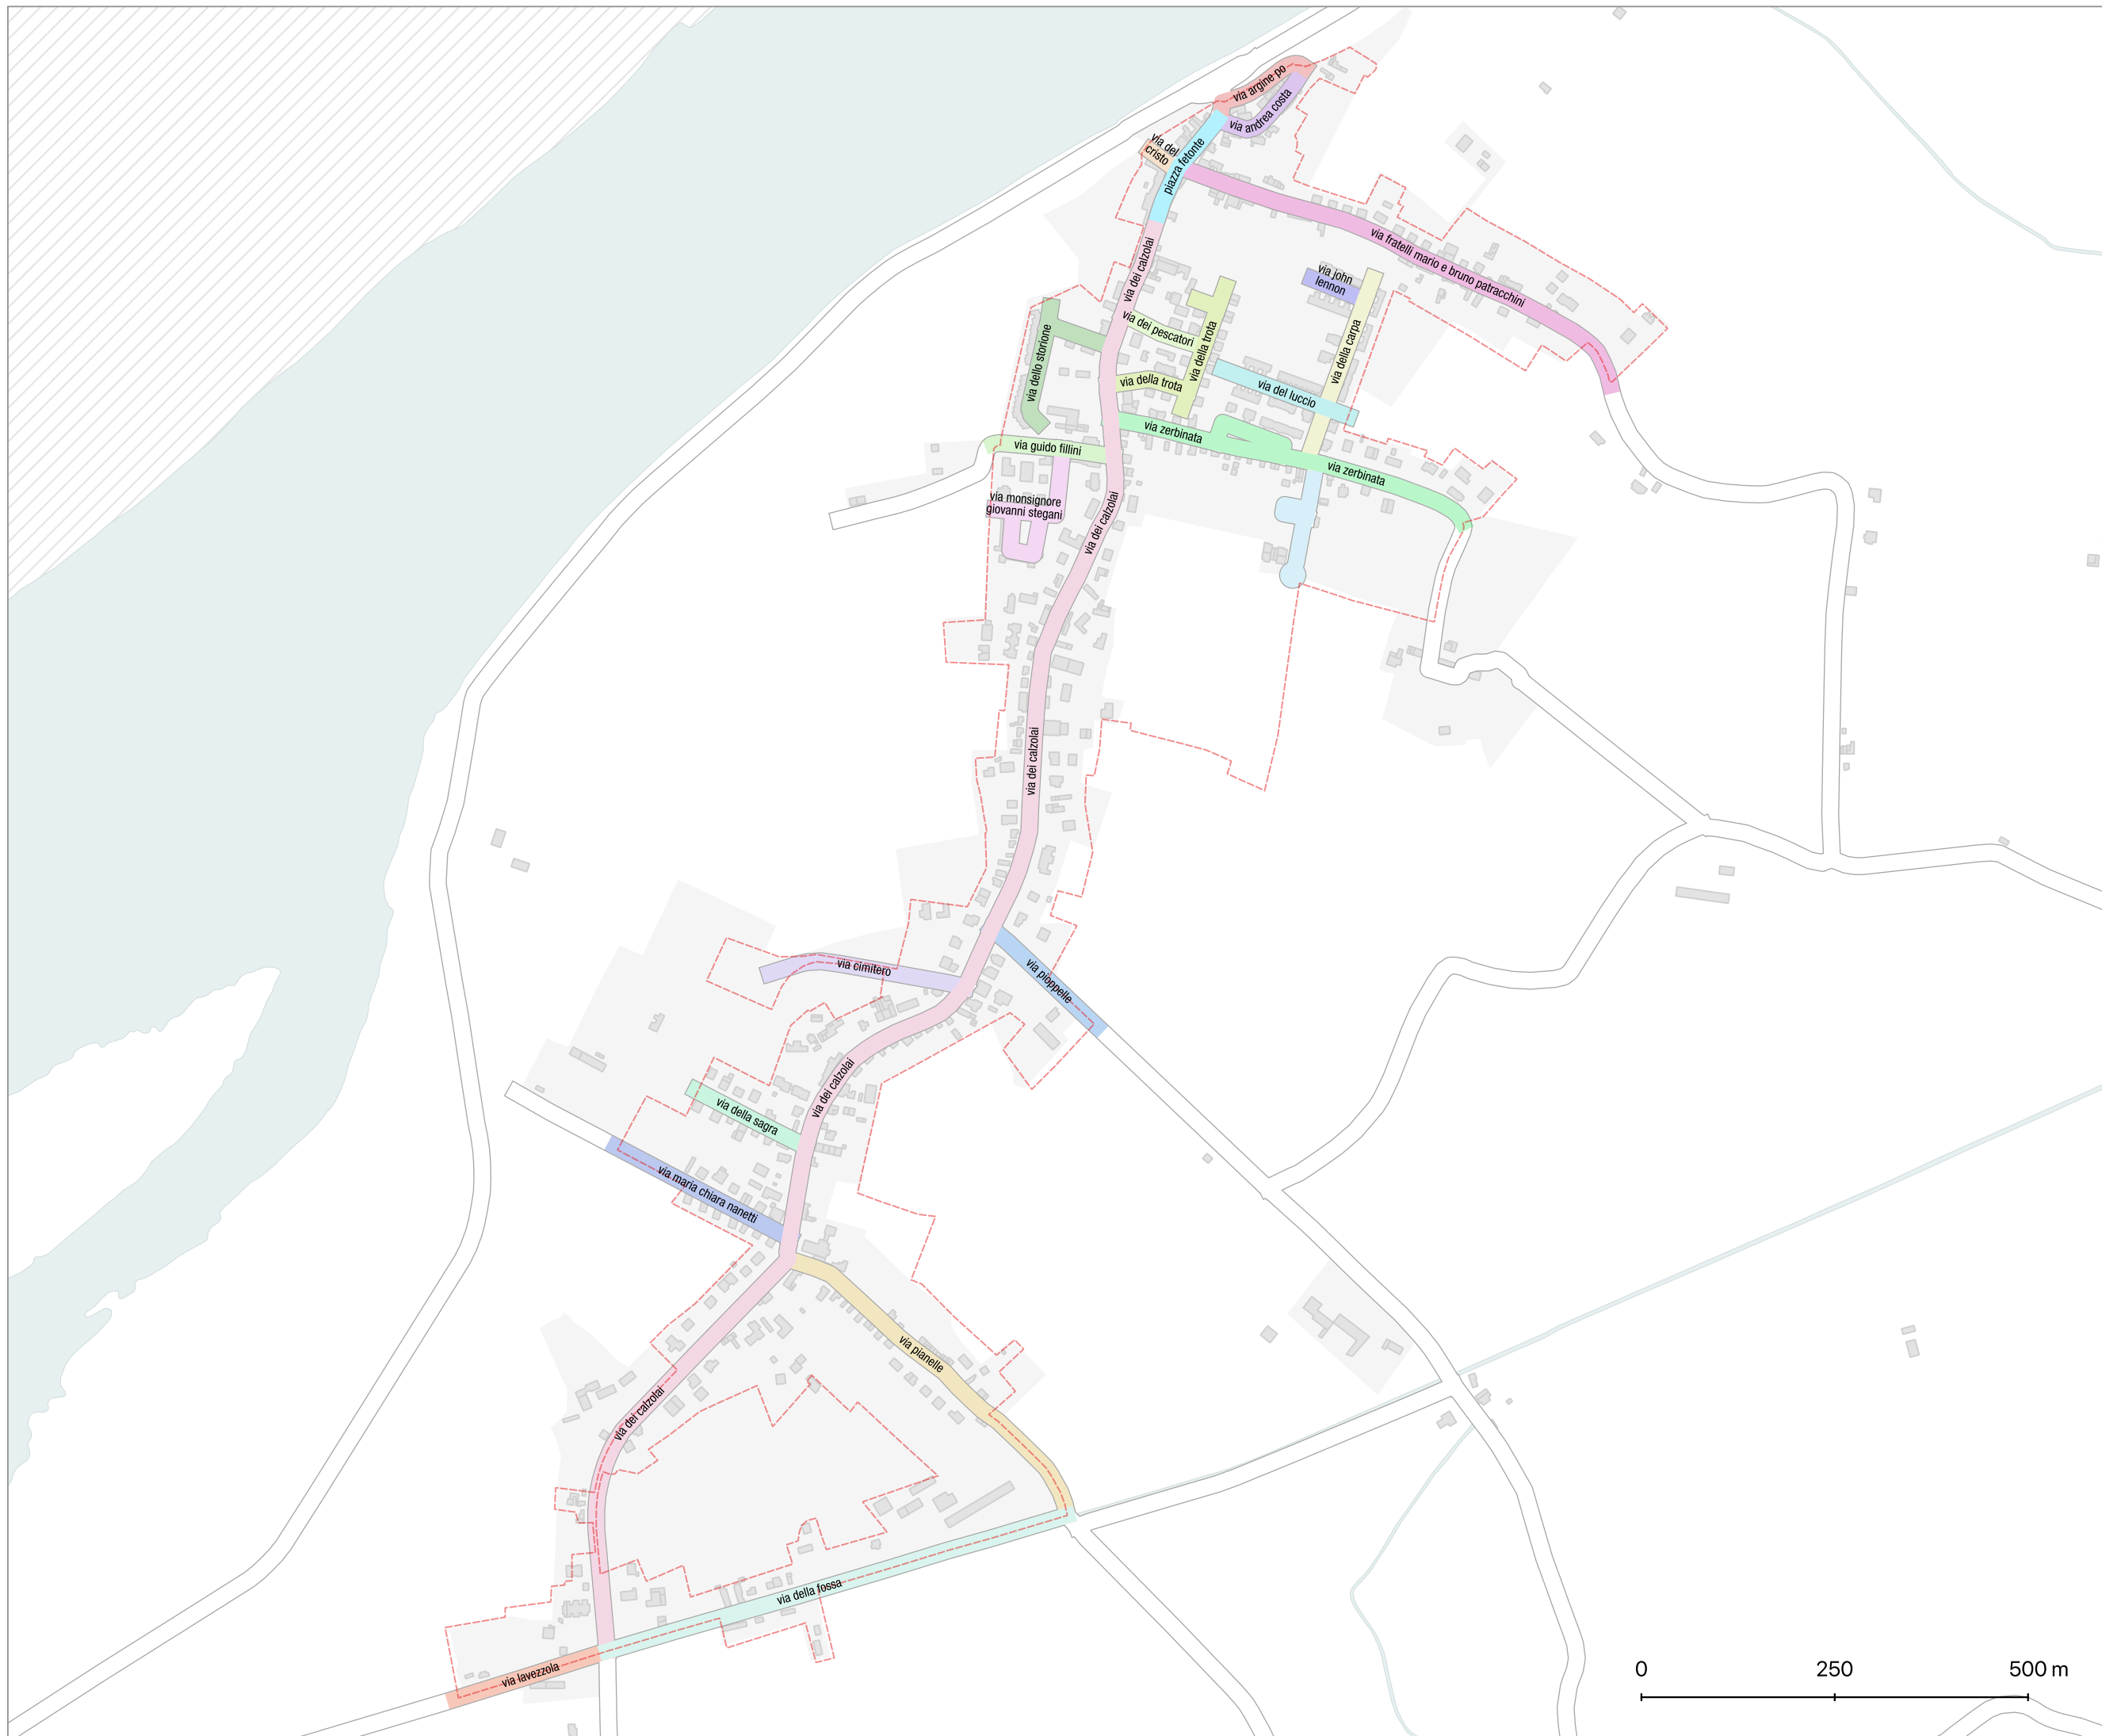 via argine po
via andrea costa
via del
cristo
piazza fetonte
via fratelli mario e bruno patracchini
via dei calzolai
via john
lennon
via dei pescatori
via della trota
via della carpa
via dello storione
via della trota
via del luccio
via zerbinata
via guido fillini
via zerbinata
via monsignore
giovanni stegani
via dei calzolai
via dei calzolai
via cimitero
via pioppelle
via dei calzolai
via della sagra
via maria chiara nanetti
via pianelle
via dei calzolai
via della fossa
via lavezzola
0 250 500 m